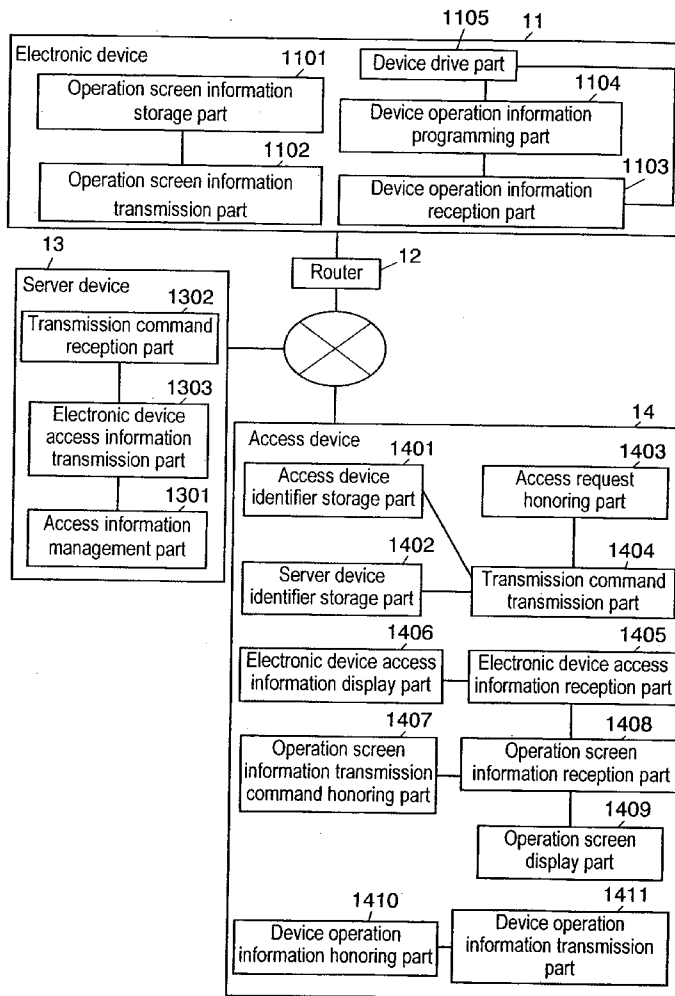 1105
11
Electronic device
Device drive part
1101
Operation screen information
storage part
1104
Device operation information
programming part
1102
Operation screen information
transmission part
1103
Device operation information
reception part
13
Router
12
Server device
1302
Transmission command
reception part
1303
Electronic device
access information
transmission part
1301
Access information
management part
14
Access device
1401
Access device
identifier storage part
1403
Access request
honoring part
1402
Server device
identifier storage part
1404
Transmission command
transmission part
1406
Electronic device access
information display part
1405
Electronic device access
information reception part
1407
Operation screen
information transmission
command honoring part
1408
Operation screen
information reception part
1409
Operation screen
display part
1410
Device operation
information honoring part
1411
Device operation
information transmission
part